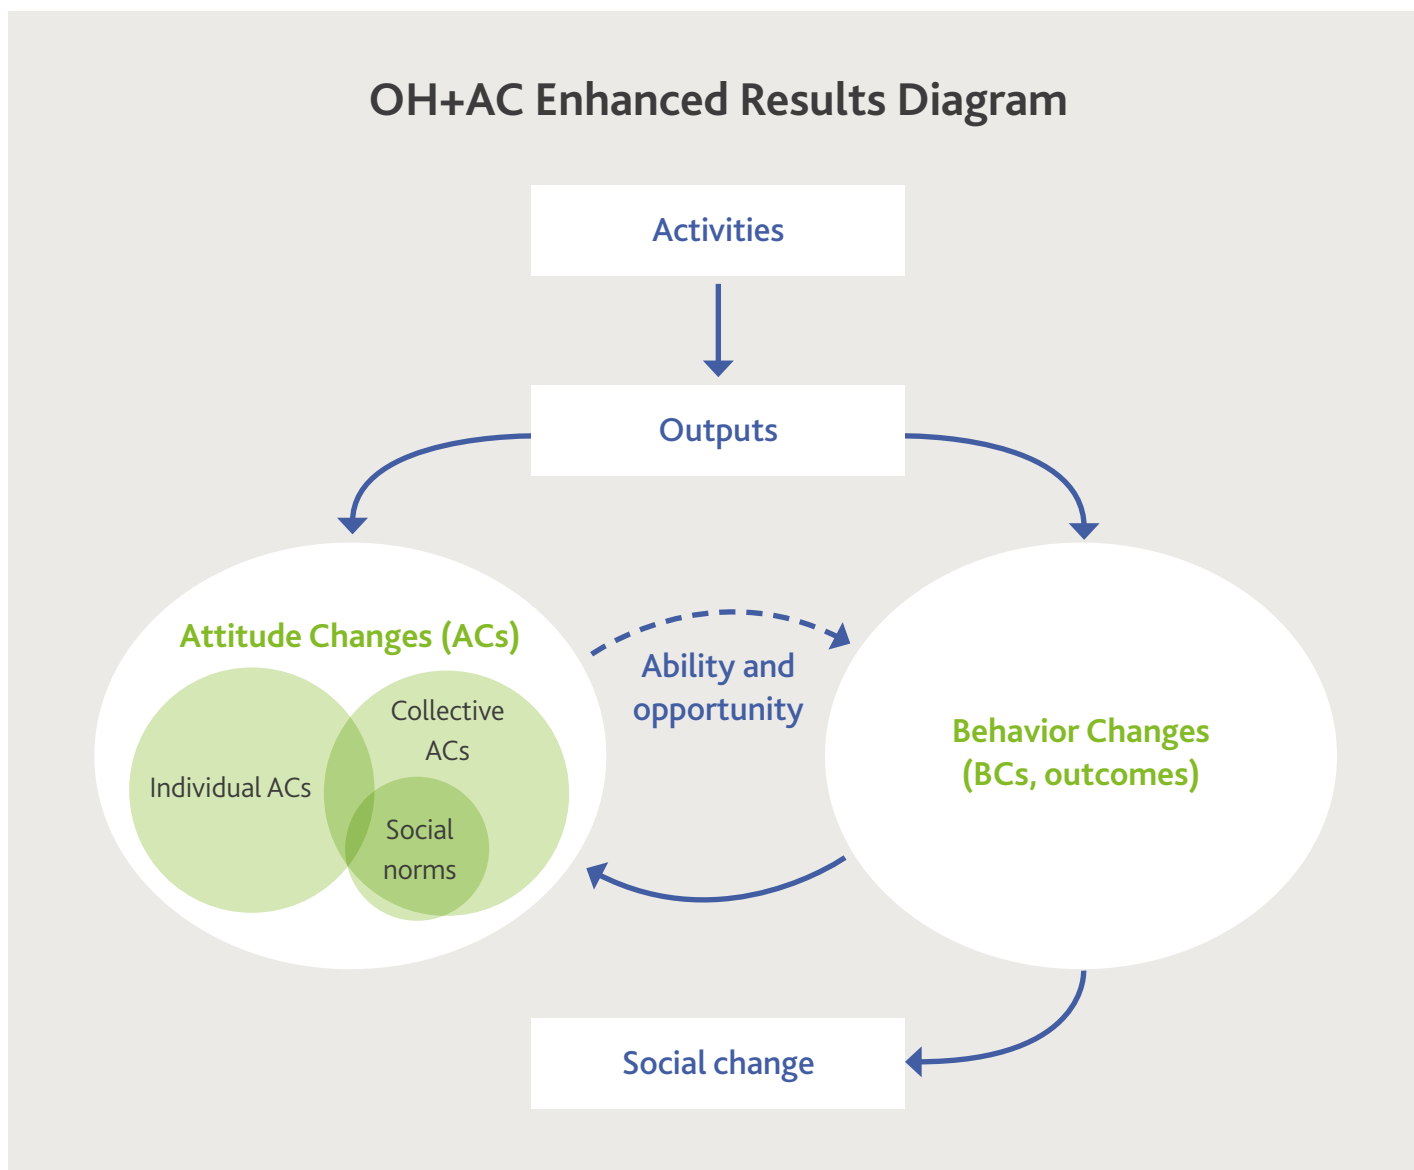 OH+AC Enhanced Results Diagram
Activities
Outputs
Attitude Changes (ACs)
Individual ACs
Collective
ACs
Social
norms
Ability and
opportunity
Behavior Changes
(BCs, outcomes)
Social change